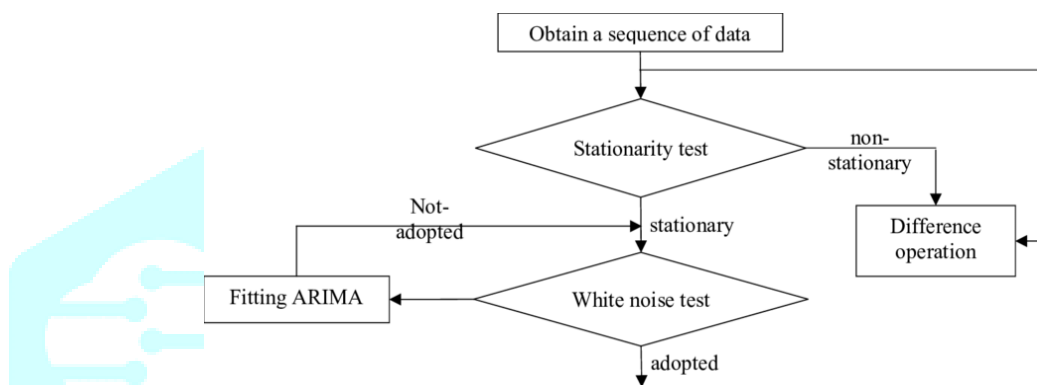 Obtain a sequence of data
Stationarity test
non-
stationary
Not-
adopted
stationary
Difference
operation
Fitting ARIMA
White noise test
adopted